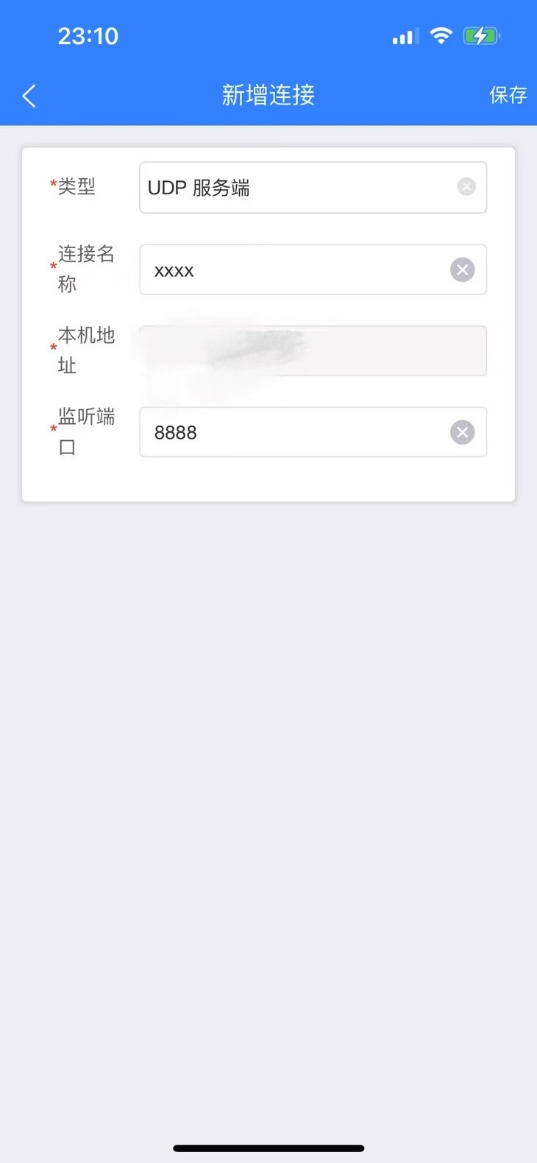 23:10
新增连接
保存
*类型
UDP 服务端
*连接名
称
xxxx
*本机地
址
*监听端
口
8888